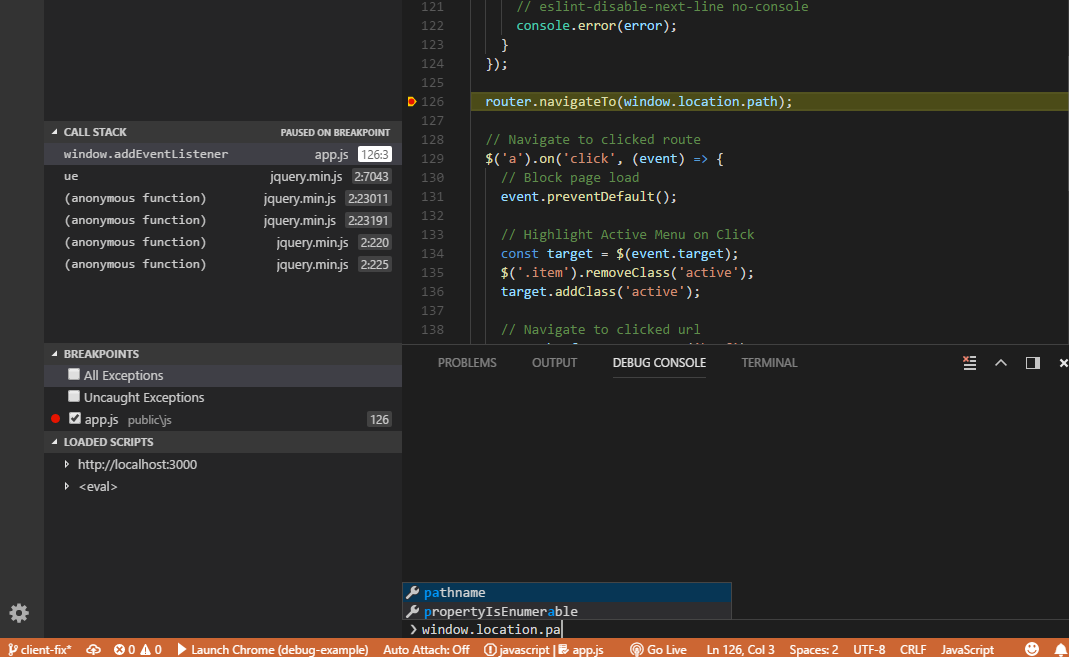 CALL STACK PAUSED ON BREAKPOINT
window.addEventListener app.js 126:3
ue jquery.min.js 2:7043
(anonymous function) jquery.min.js 2:23011
(anonymous function) jquery.min.js 2:23191
(anonymous function) jquery.min.js 2:220
(anonymous function) jquery.min.js 2:225
BREAKPOINTS
All Exceptions
Uncaught Exceptions
app.js public\js 126
LOADED SCRIPTS
http://localhost:3000
<eval>
121 // eslint-disable-next-line no-console
122 console.error(error);
123 }
124 });
125
126 router.navigateTo(window.location.path);
127
128 // Navigate to clicked route
129 $('a').on('click', (event) => {
130 // Block page load
131 event.preventDefault();
132
133 // Highlight Active Menu on Click
134 const target = $(event.target);
135 $('.item').removeClass('active');
136 target.addClass('active');
137
138 // Navigate to clicked url
PROBLEMS OUTPUT DEBUG CONSOLE TERMINAL
pathname
propertyIsEnumerable
window.location.pa
client-fix* 0 0 Launch Chrome (debug-example) Auto Attach: Off javascript | app.js Go Live Ln 126, Col 3 Spaces: 2 UTF-8 CRLF JavaScript